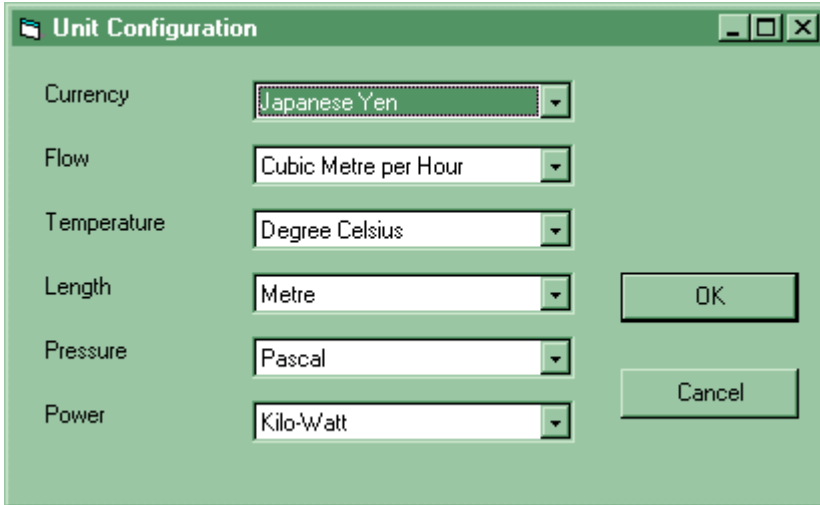 Unit Configuration
Currency Japanese Yen
Flow Cubic Metre per Hour
Temperature Degree Celsius
Length Metre
OK
Pressure Pascal
Cancel
Power Kilo-Watt